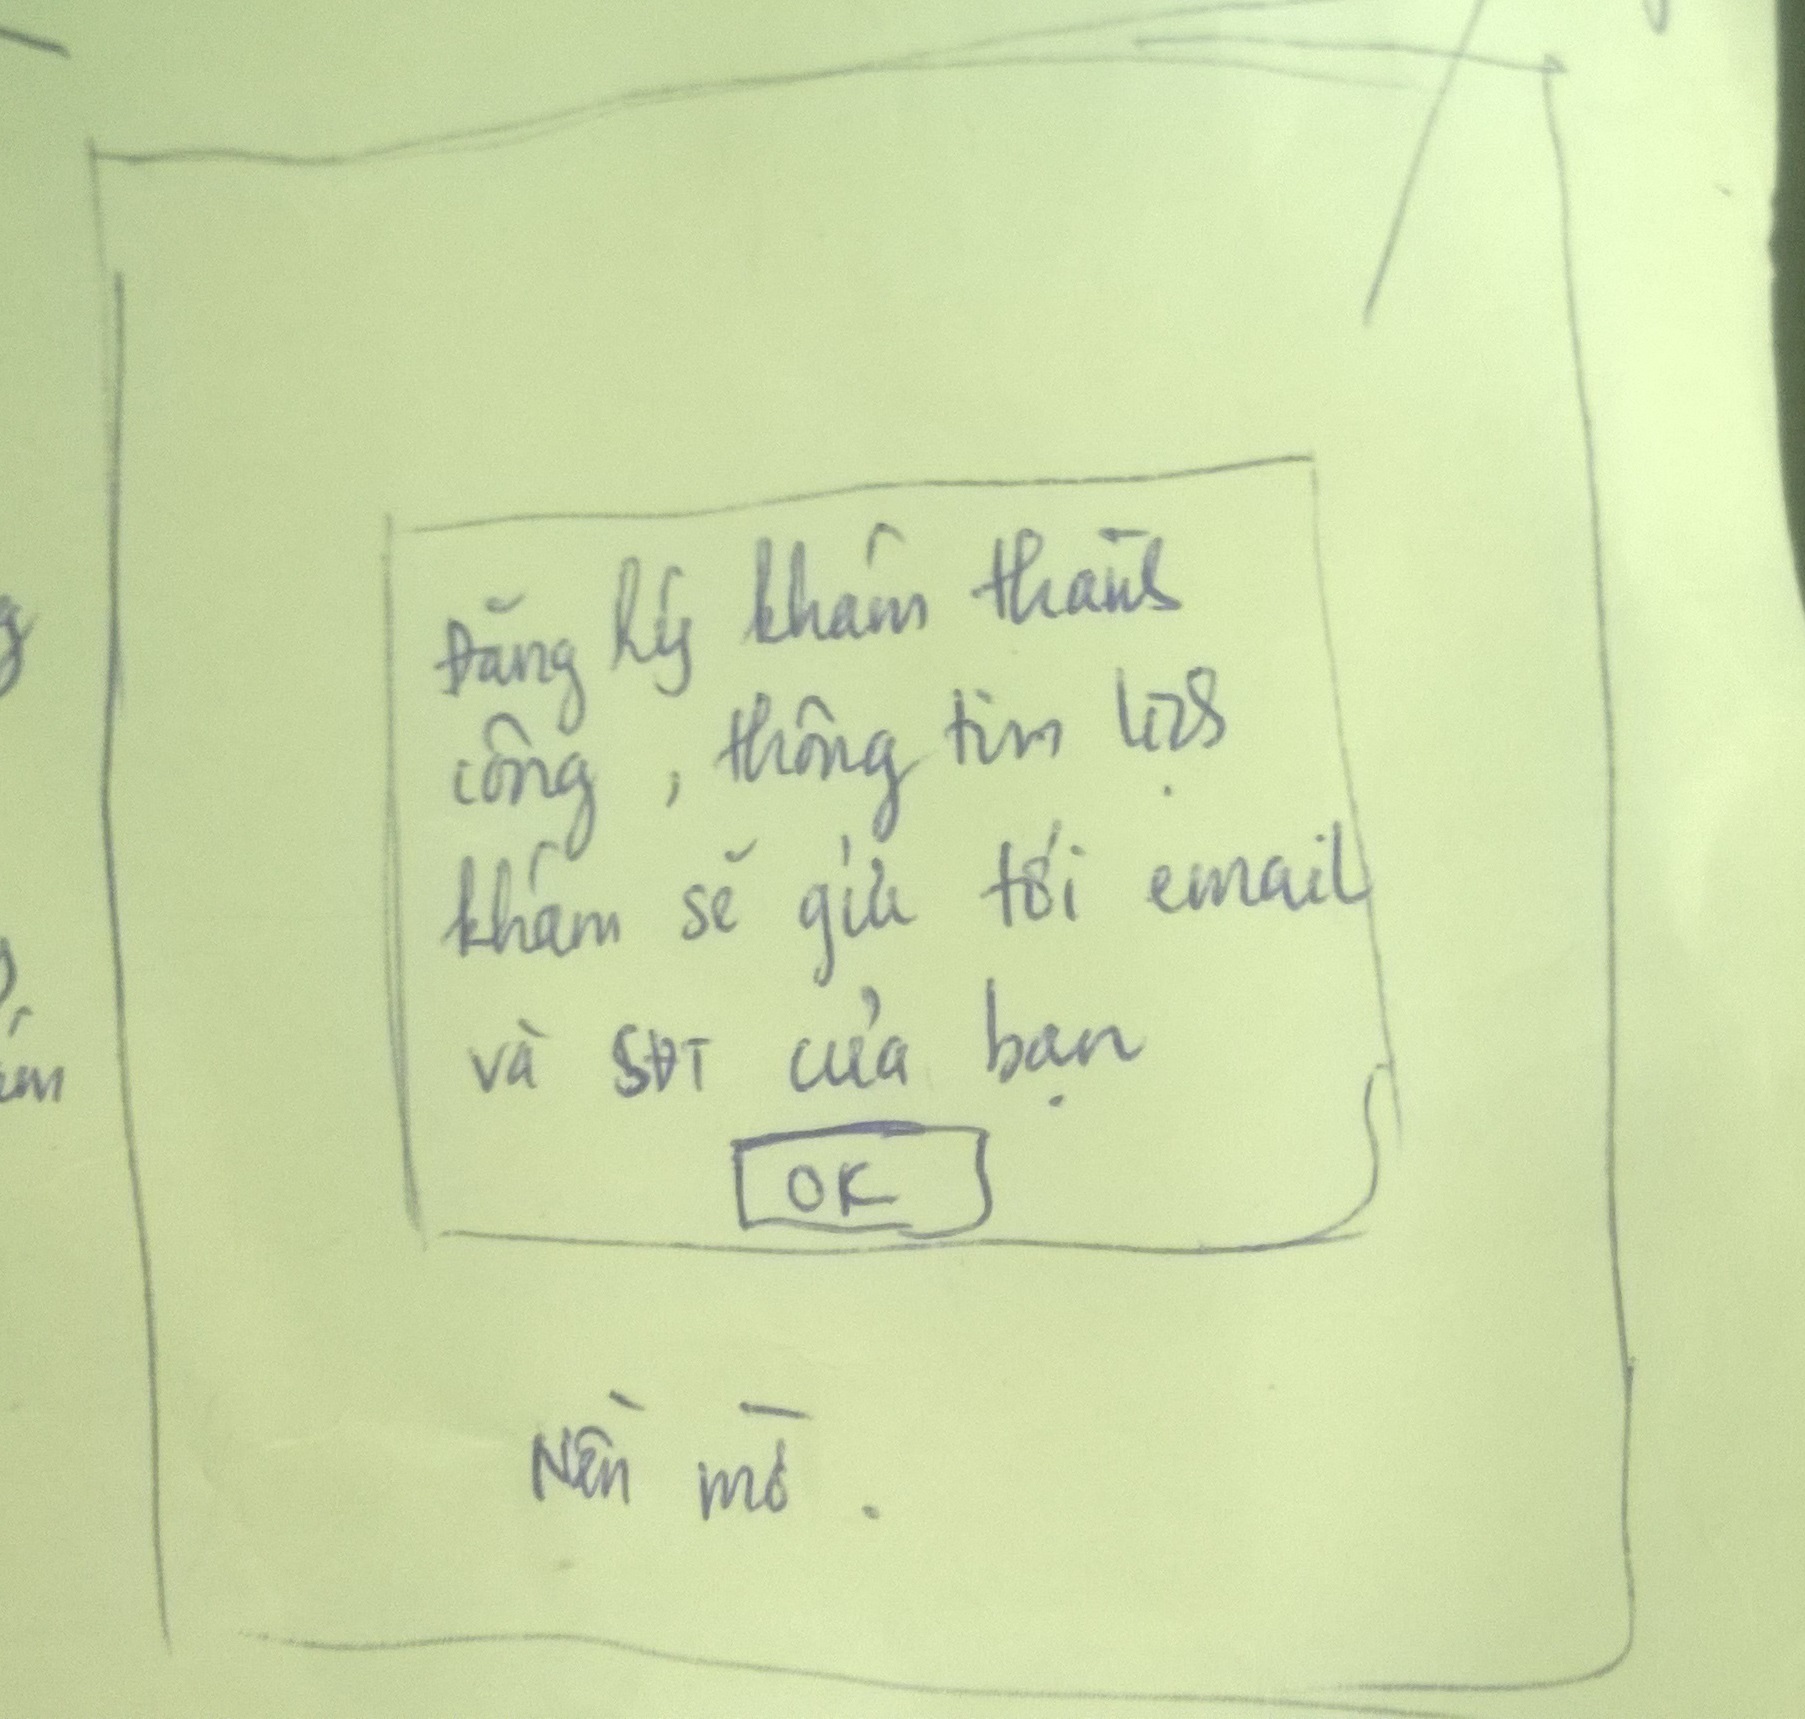 Đăng ký khám thành
công, thông tin lịch
khám sẽ gửi tới email
và SĐT của bạn
OK
Nền mờ.